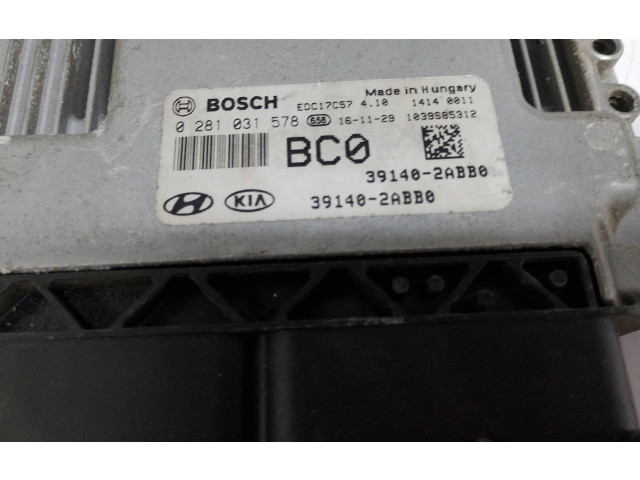 Made in Hungary
BOSCH EDC17C57 4.10 1414 0011
0 281 031 578 656 16-11-29 1039S85312
BC0
39140-2ABB0
KIA 39140-2ABB0